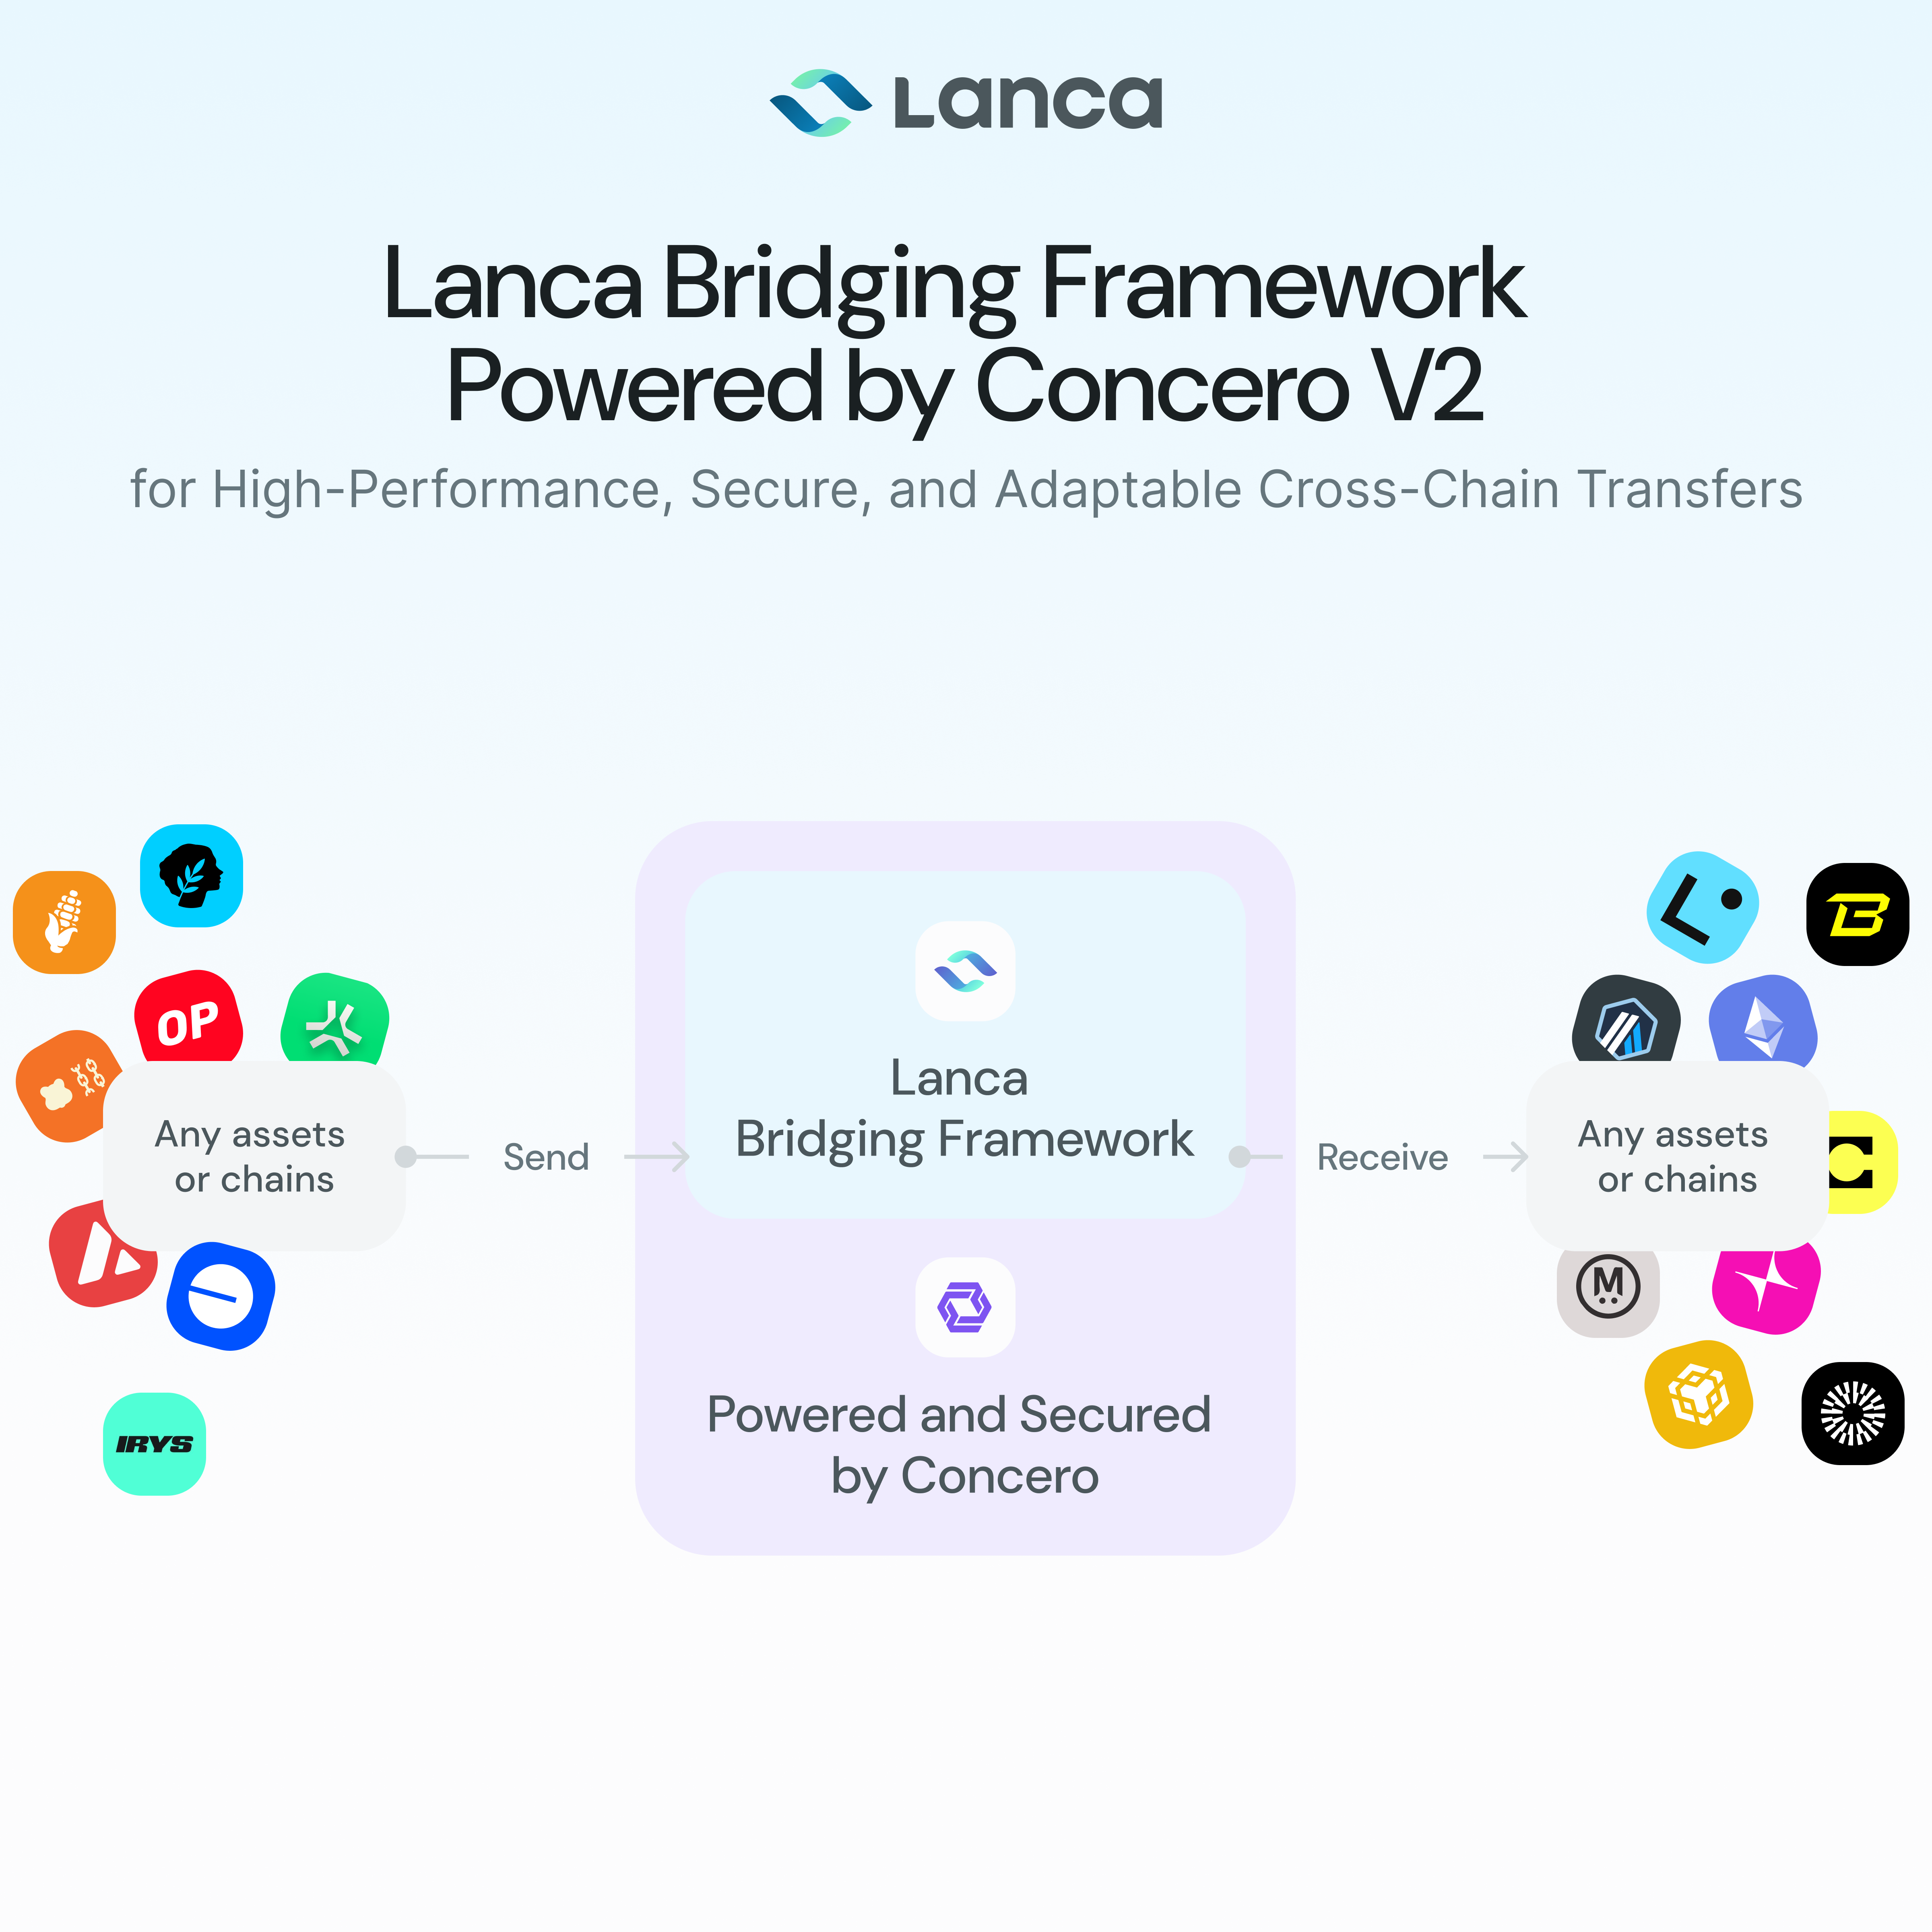 Lanca
Lanca Bridging Framework
Powered by Concero V2
for High-Performance, Secure, and Adaptable Cross-Chain Transfers
OP
Any assets
or chains
Send
IRYS
Lanca
Bridging Framework
Powered and Secured
by Concero
Receive
L
B
Any assets
or chains
C
M